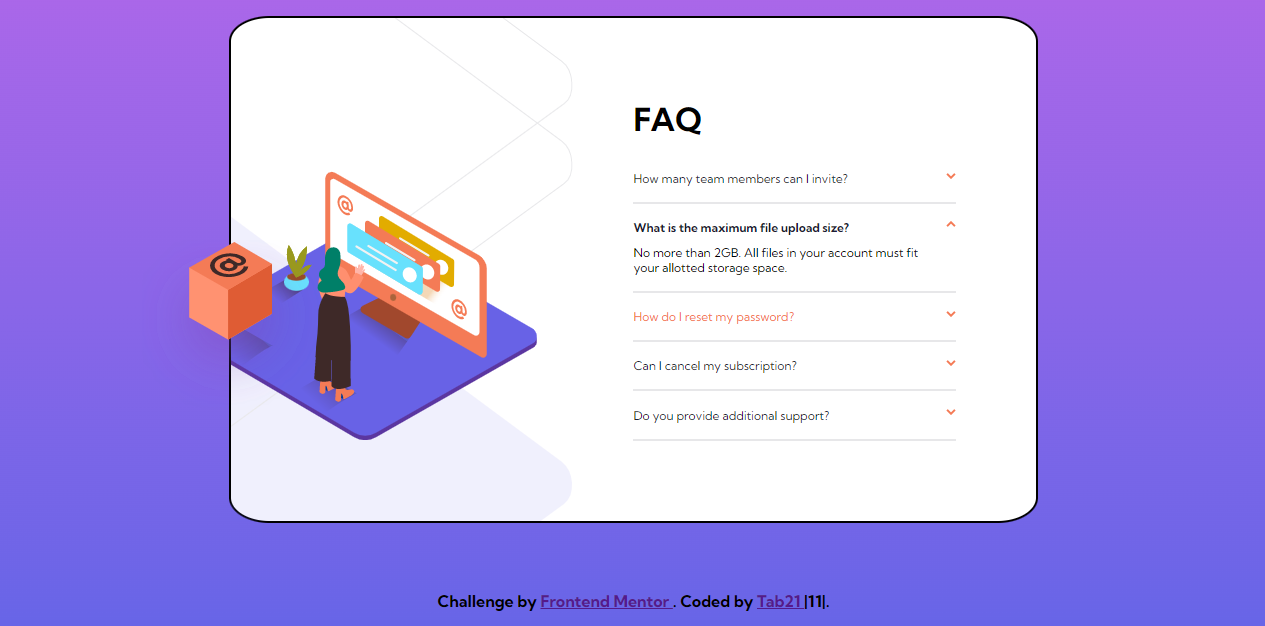 FAQ
How many team members can I invite?
What is the maximum file upload size?
No more than 2GB. All files in your account must fit
your allotted storage space.
How do I reset my password?
Can I cancel my subscription?
Do you provide additional support?
Challenge by Frontend Mentor . Coded by Tab21 |11|.